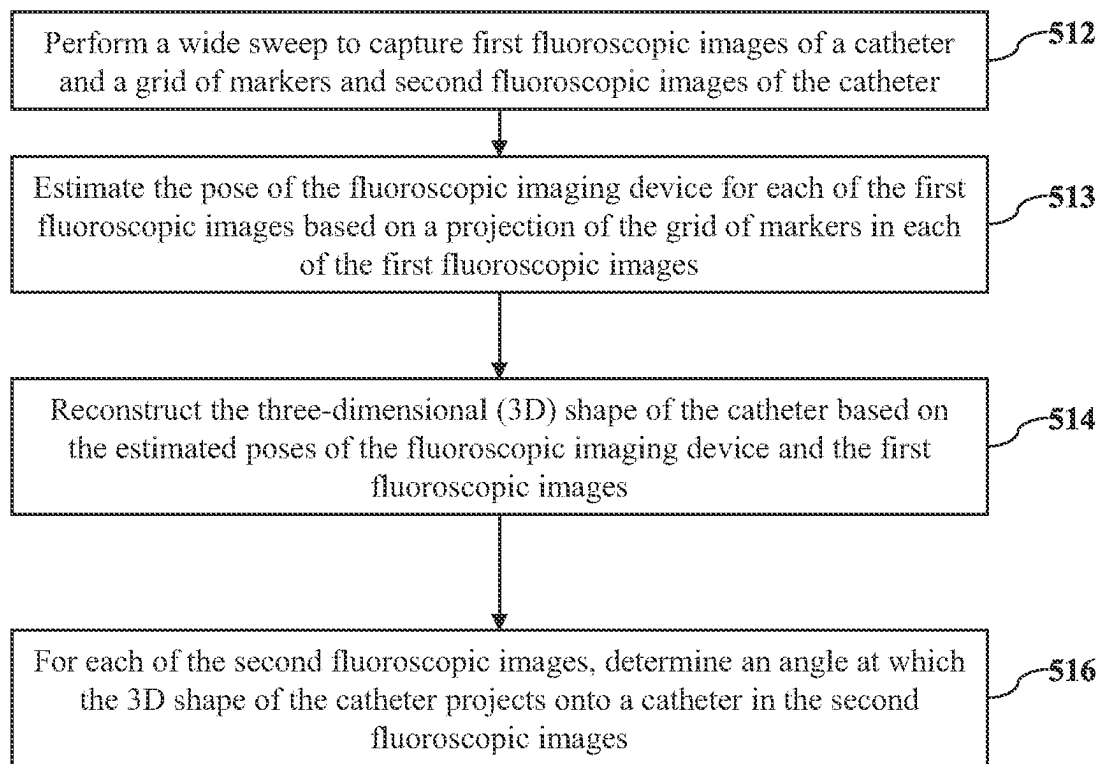 Perform a wide sweep to capture first fluoroscopic images of a catheter
and a grid of markers and second fluoroscopic images of the catheter
512
Estimate the pose of the fluoroscopic imaging device for each of the first
fluoroscopic images based on a projection of the grid of markers in each
of the first fluoroscopic images
513
Reconstruct the three-dimensional (3D) shape of the catheter based on
the estimated poses of the fluoroscopic imaging device and the first
fluoroscopic images
514
For each of the second fluoroscopic images, determine an angle at which
the 3D shape of the catheter projects onto a catheter in the second
fluoroscopic images
516